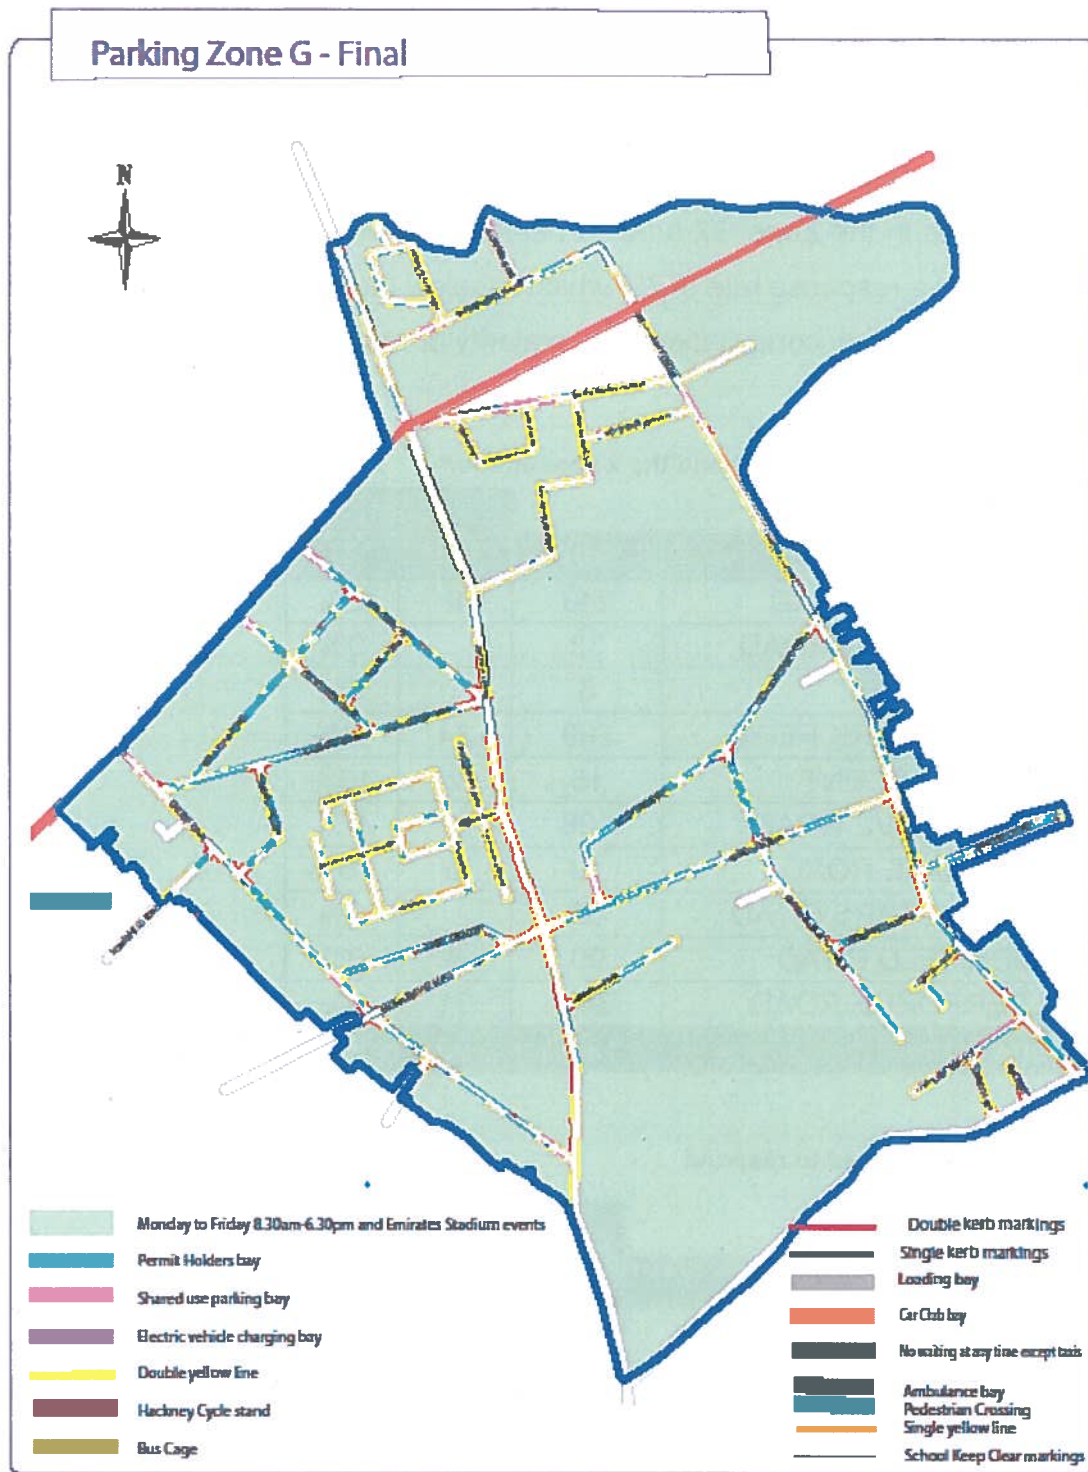 Parking Zone G - Final
N
Monday to Friday 8.30am-6.30pm and Emirates Stadium events
Permit Holders bay
Shared use parking bay
Electric vehicle charging bay
Double yellow line
Hackney Cycle stand
Bus Cage
Double kerb markings
Single kerb markings
Loading bay
Car Club bay
No waiting at any time except taxis
Ambulance bay
Pedestrian Crossing
Single yellow line
School Keep Clear markings